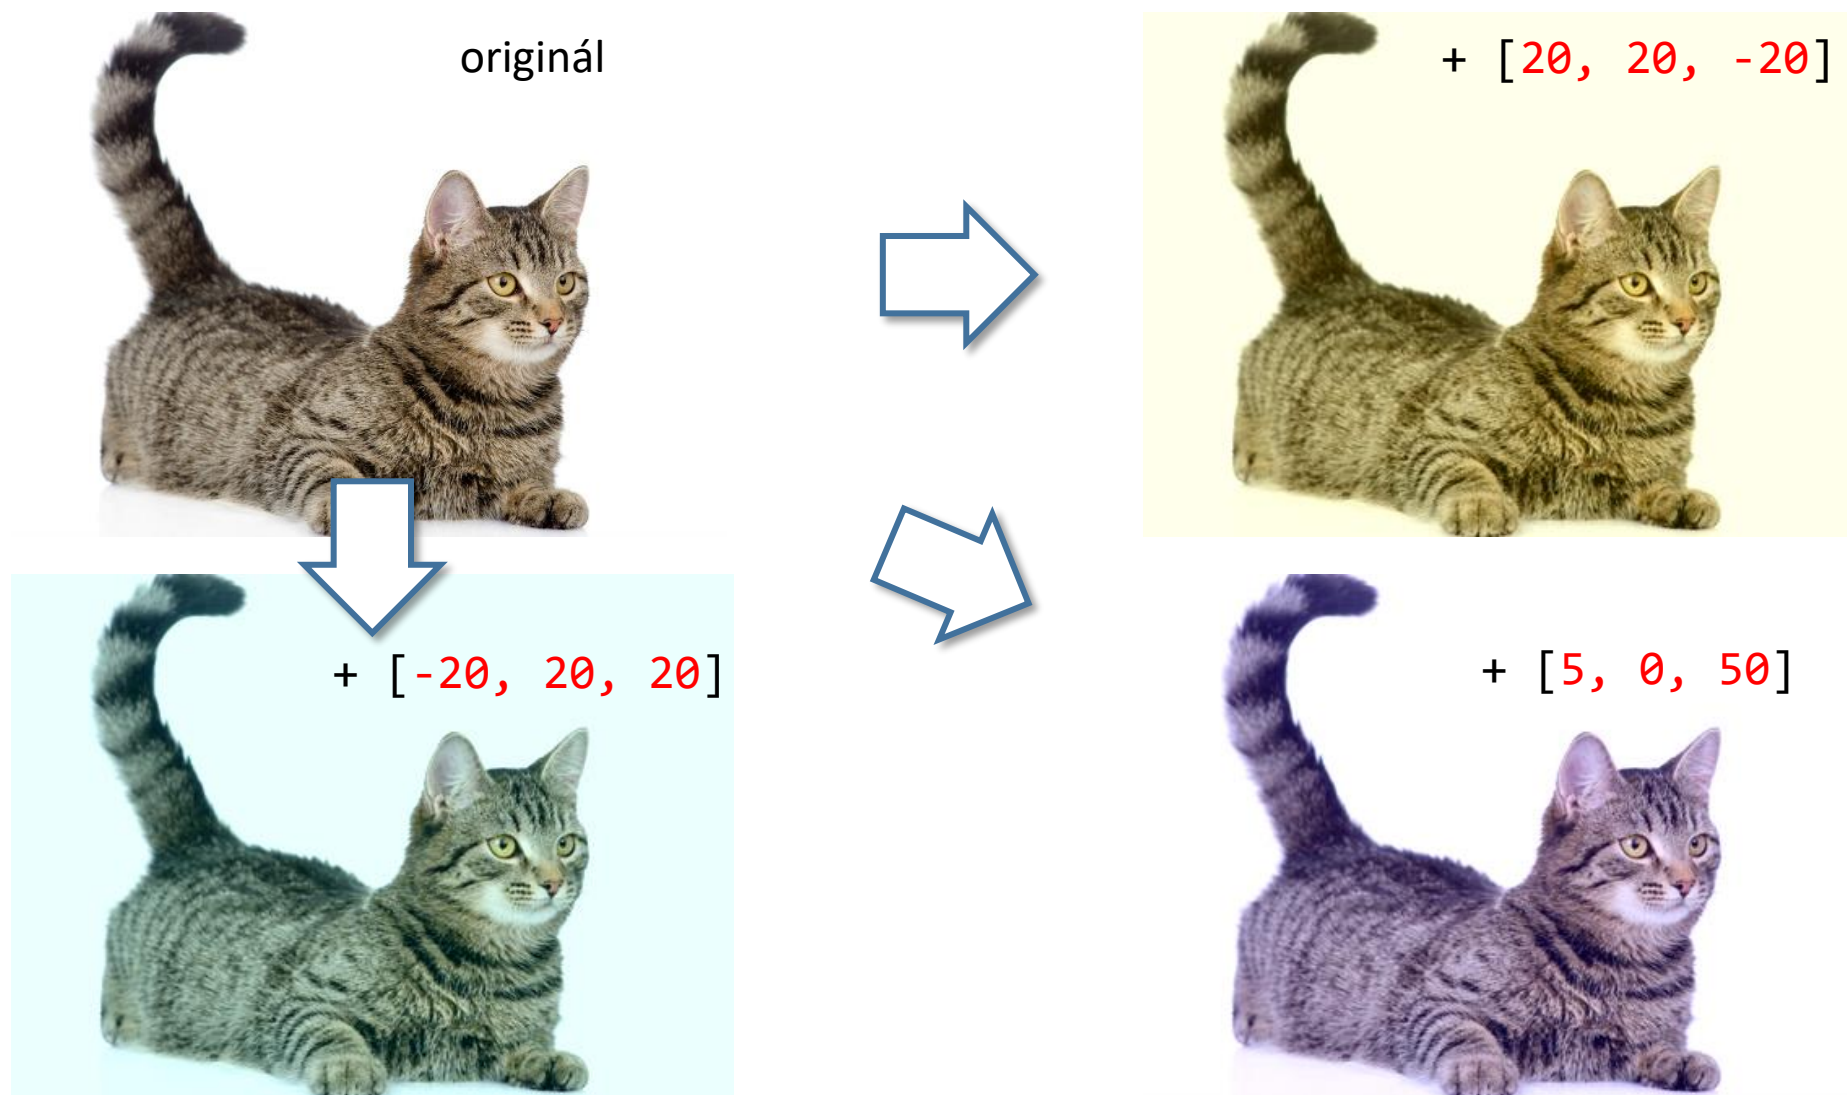 originál
+ [20, 20, -20]
+ [-20, 20, 20]
+ [5, 0, 50]